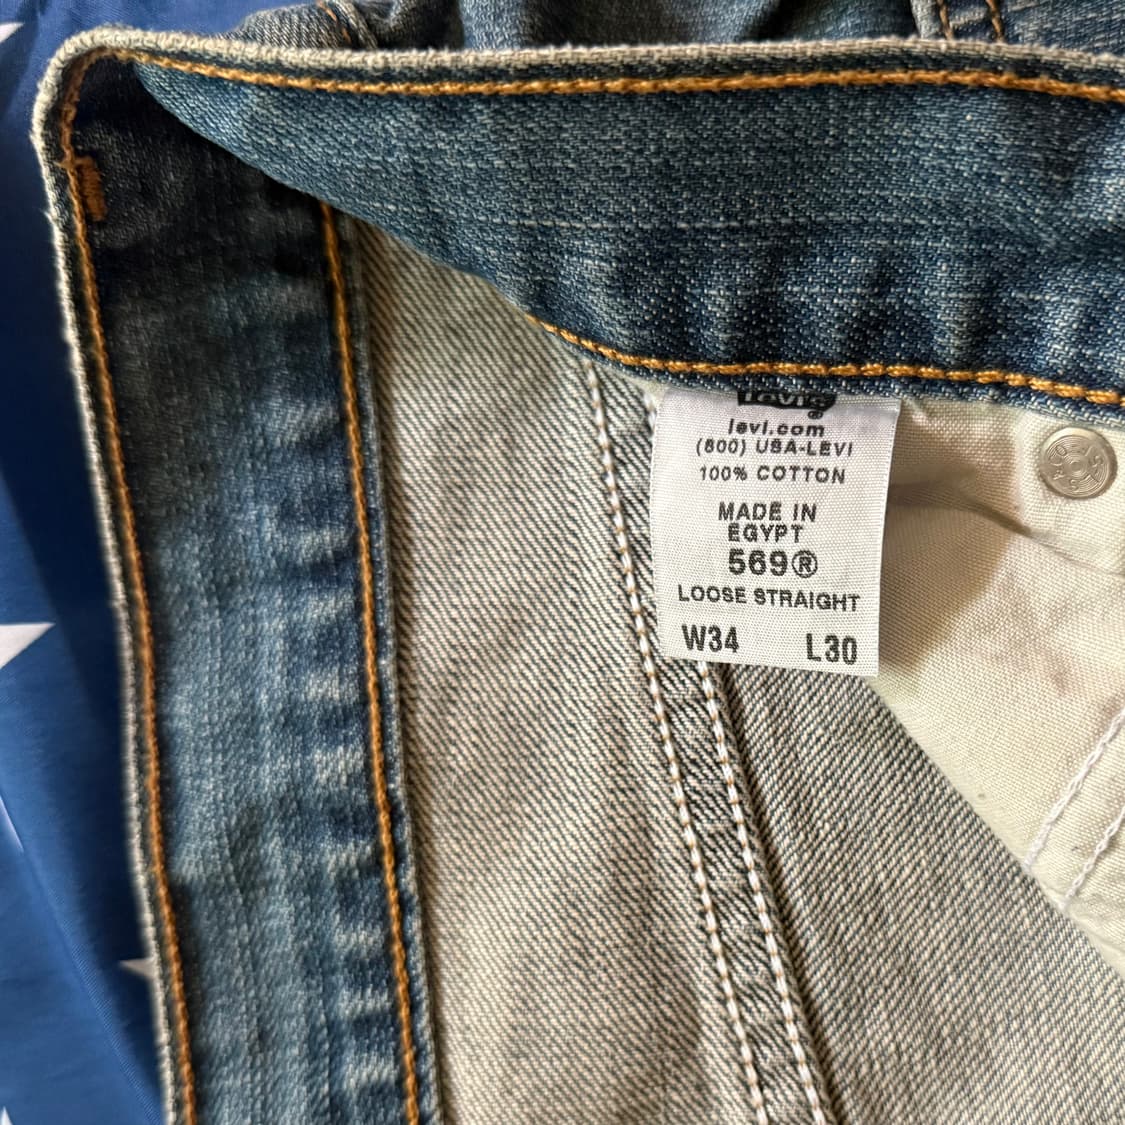 Levi's
levi.com
(800) USA-LEVI
100% COTTON
MADE IN
EGYPT
569®
LOOSE STRAIGHT
W34 L30